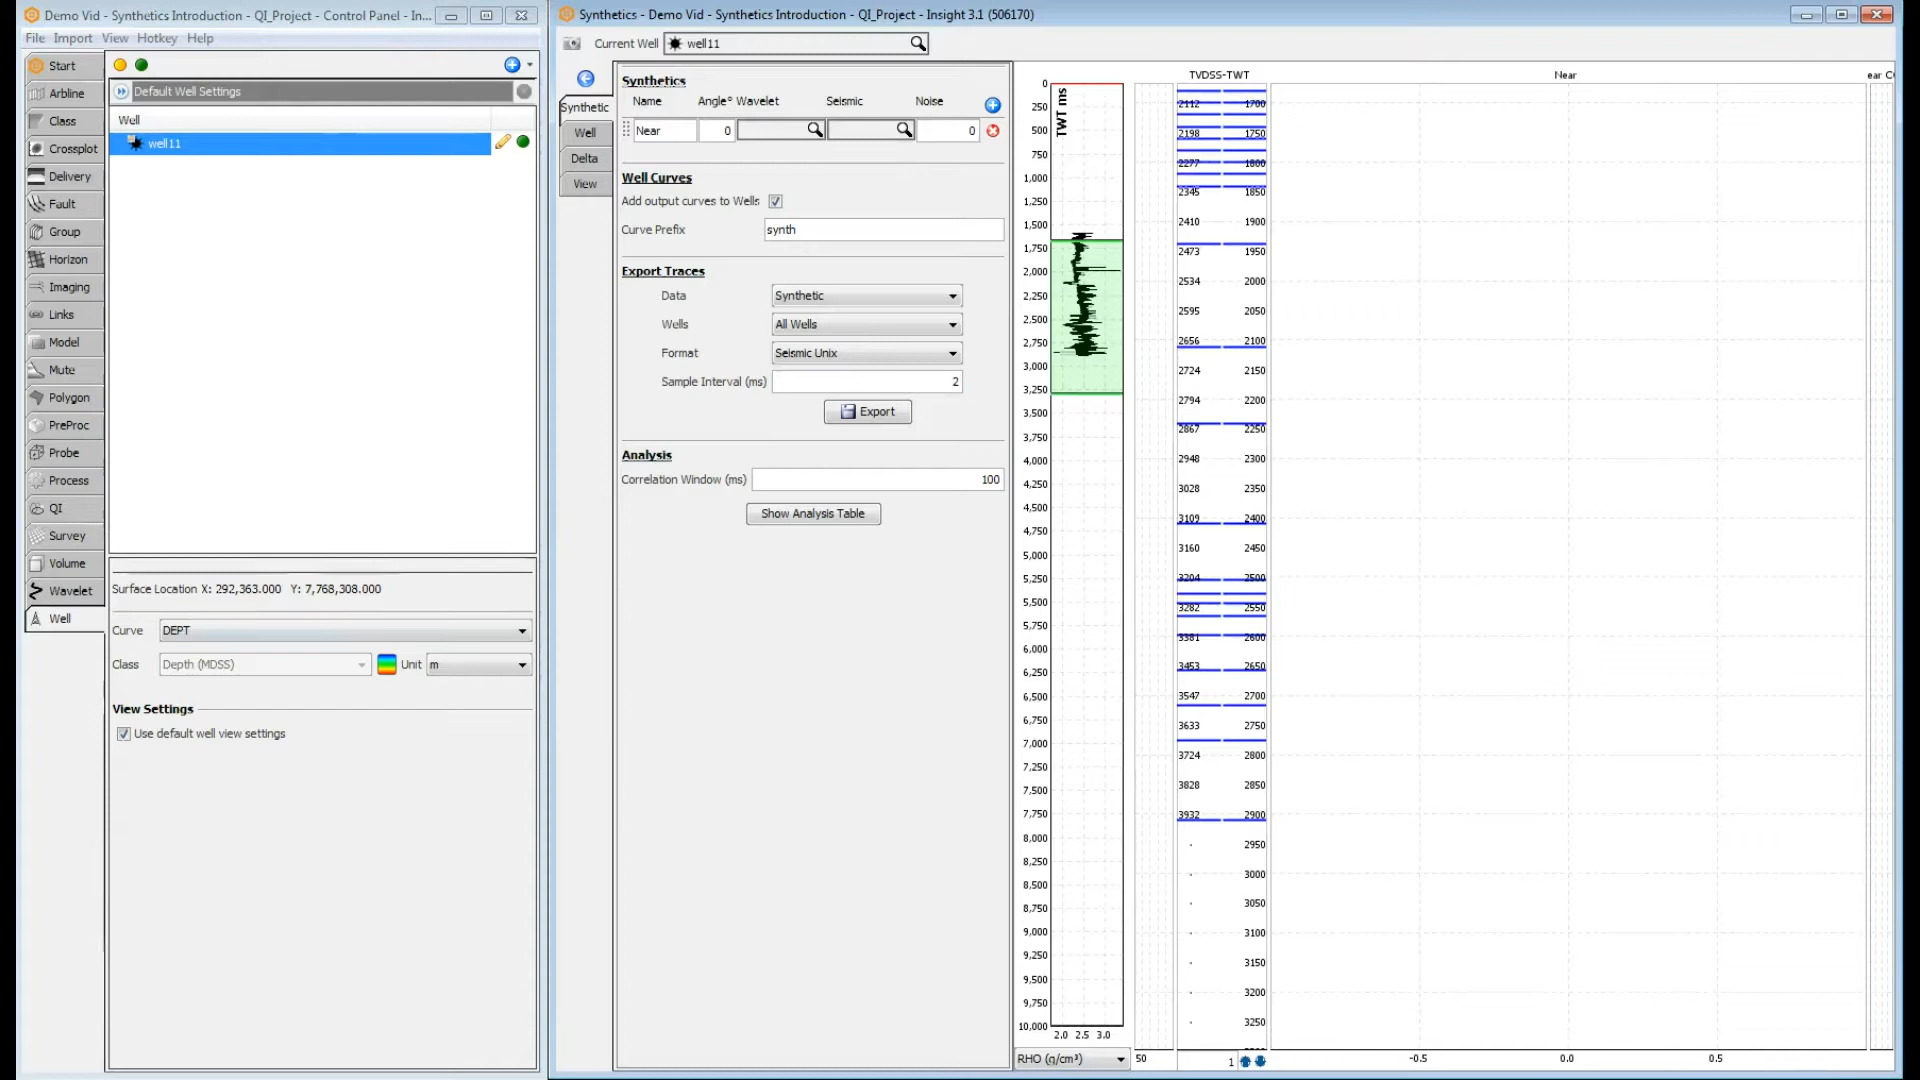 Demo Vid - Synthetics Introduction - QI_Project - Control Panel - In...
File Import View Hotkey Help
Start
Arbline
Class
Crossplot
Delivery
Fault
Group
Horizon
Imaging
Links
Model
Mute
Polygon
PreProc
Probe
Process
QI
Survey
Volume
Wavelet
Well
Default Well Settings
Well
well11
Surface Location X: 292,363.000 Y: 7,768,308.000
Curve DEPT
Class Depth (MDSS) Unit m
View Settings
Use default well view settings
Synthetics - Demo Vid - Synthetics Introduction - QI_Project - Insight 3.1 (506170)
Current Well well11
Synthetic
Well
Delta
View
Synthetics
Name Angle° Wavelet Seismic Noise
Near 0 0
Well Curves
Add output curves to Wells
Curve Prefix synth
Export Traces
Data Synthetic
Wells All Wells
Format Seismic Unix
Sample Interval (ms) 2
Export
Analysis
Correlation Window (ms) 100
Show Analysis Table
TWT ms
0
250
500
750
1,000
1,250
1,500
1,750
2,000
2,250
2,500
2,750
3,000
3,250
3,500
3,750
4,000
4,250
4,500
4,750
5,000
5,250
5,500
5,750
6,000
6,250
6,500
6,750
7,000
7,250
7,500
7,750
8,000
8,250
8,500
8,750
9,000
9,250
9,500
9,750
10,000
2.0 2.5 3.0
RHO (g/cm³)
50
TVDSS-TWT
2112 1700
2198 1750
2277 1800
2345 1850
2410 1900
2473 1950
2534 2000
2595 2050
2656 2100
2724 2150
2794 2200
2867 2250
2948 2300
3028 2350
3109 2400
3160 2450
3204 2500
3282 2550
3381 2600
3453 2650
3547 2700
3633 2750
3724 2800
3828 2850
3932 2900
- 2950
- 3000
- 3050
- 3100
- 3150
- 3200
- 3250
1
Near
-0.5 0.0 0.5
ear C